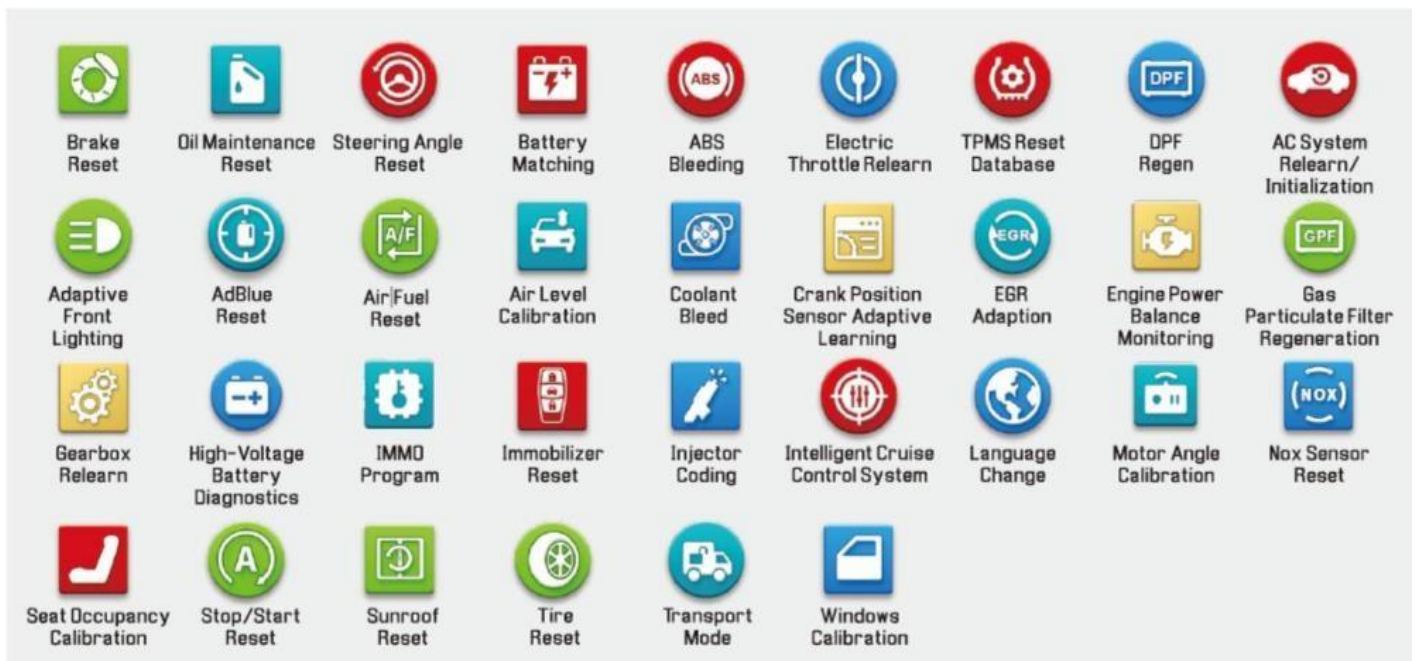 ABS
DPF
Brake
Reset
Oil Maintenance
Reset
Steering Angle
Reset
Battery
Matching
ABS
Bleeding
Electric
Throttle Relearn
TPMS Reset
Database
DPF
Regen
AC System
Relearn/
Initialization
A/F
EGR
GPF
Adaptive
Front
Lighting
AdBlue
Reset
Air|Fuel
Reset
Air Level
Calibration
Coolant
Bleed
Crank Position
Sensor Adaptive
Learning
EGR
Adaption
Engine Power
Balance
Monitoring
Gas
Particulate Filter
Regeneration
NOX
Gearbox
Relearn
High-Voltage
Battery
Diagnostics
IMMO
Program
Immobilizer
Reset
Injector
Coding
Intelligent Cruise
Control System
Language
Change
Motor Angle
Calibration
Nox Sensor
Reset
A
Seat Occupancy
Calibration
Stop/Start
Reset
Sunroof
Reset
Tire
Reset
Transport
Mode
Windows
Calibration